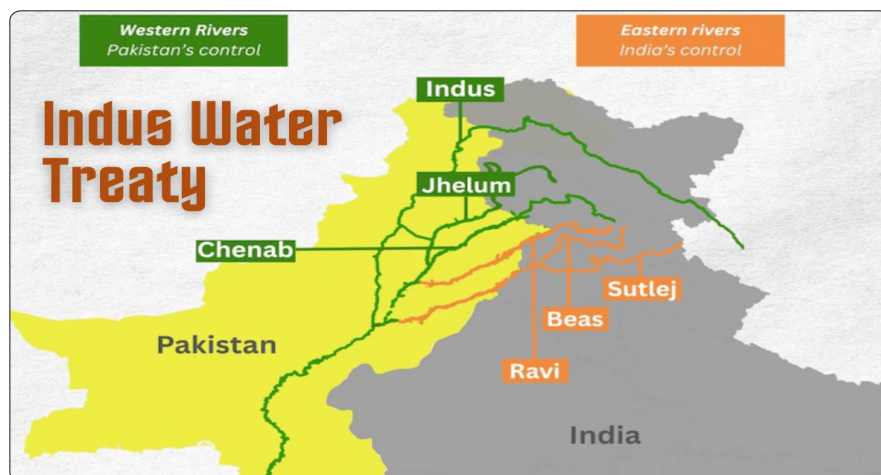 Western Rivers
Pakistan's control
Eastern rivers
India's control
Indus Water
Treaty
Indus
Jhelum
Chenab
Sutlej
Beas
Ravi
Pakistan
India